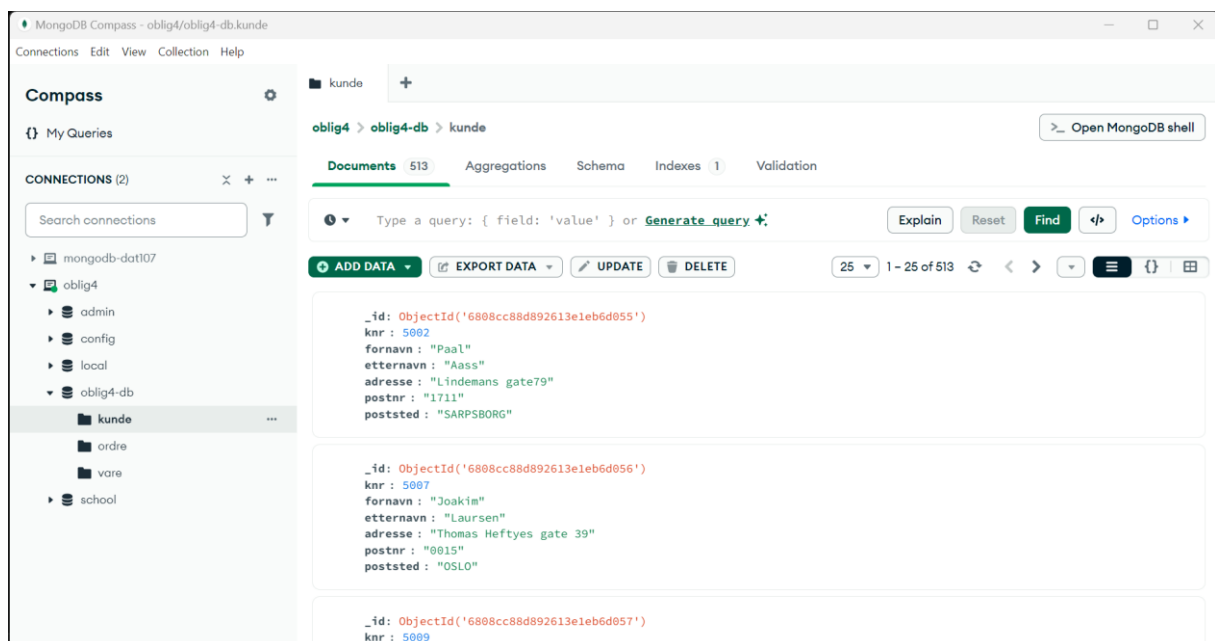 MongoDB Compass - oblig4/oblig4-db.kunde
Connections Edit View Collection Help
Compass
{} My Queries
CONNECTIONS (2)
Search connections
mongodb-dat107
oblig4
admin
config
local
oblig4-db
kunde
ordre
vare
school
kunde
oblig4 > oblig4-db > kunde
>_ Open MongoDB shell
Documents 513 Aggregations Schema Indexes 1 Validation
Type a query: { field: 'value' } or Generate query
Explain Reset Find </> Options
ADD DATA EXPORT DATA UPDATE DELETE
25 1 – 25 of 513 {}
_id: ObjectId('6808cc88d892613e1eb6d055')
knr : 5002
fornavn : "Paal"
etternavn : "Aass"
adresse : "Lindemans gate79"
postnr : "1711"
poststed : "SARPSBORG"
_id: ObjectId('6808cc88d892613e1eb6d056')
knr : 5007
fornavn : "Joakim"
etternavn : "Laursen"
adresse : "Thomas Heftyes gate 39"
postnr : "0015"
poststed : "OSLO"
_id: ObjectId('6808cc88d892613e1eb6d057')
knr : 5009